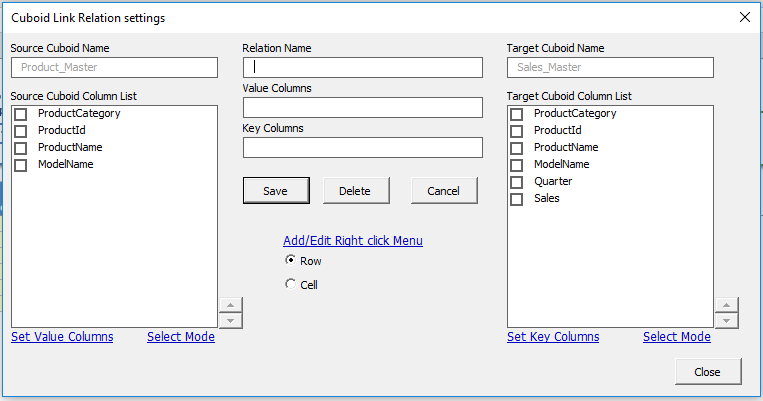 Cuboid Link Relation settings
Source Cuboid Name
Product_Master
Relation Name
Target Cuboid Name
Sales_Master
Value Columns
Source Cuboid Column List
ProductCategory
ProductId
ProductName
ModelName
Key Columns
Target Cuboid Column List
ProductCategory
ProductId
ProductName
ModelName
Quarter
Sales
Save Delete Cancel
Add/Edit Right click Menu
Row
Cell
Set Value Columns Select Mode
Set Key Columns Select Mode
Close